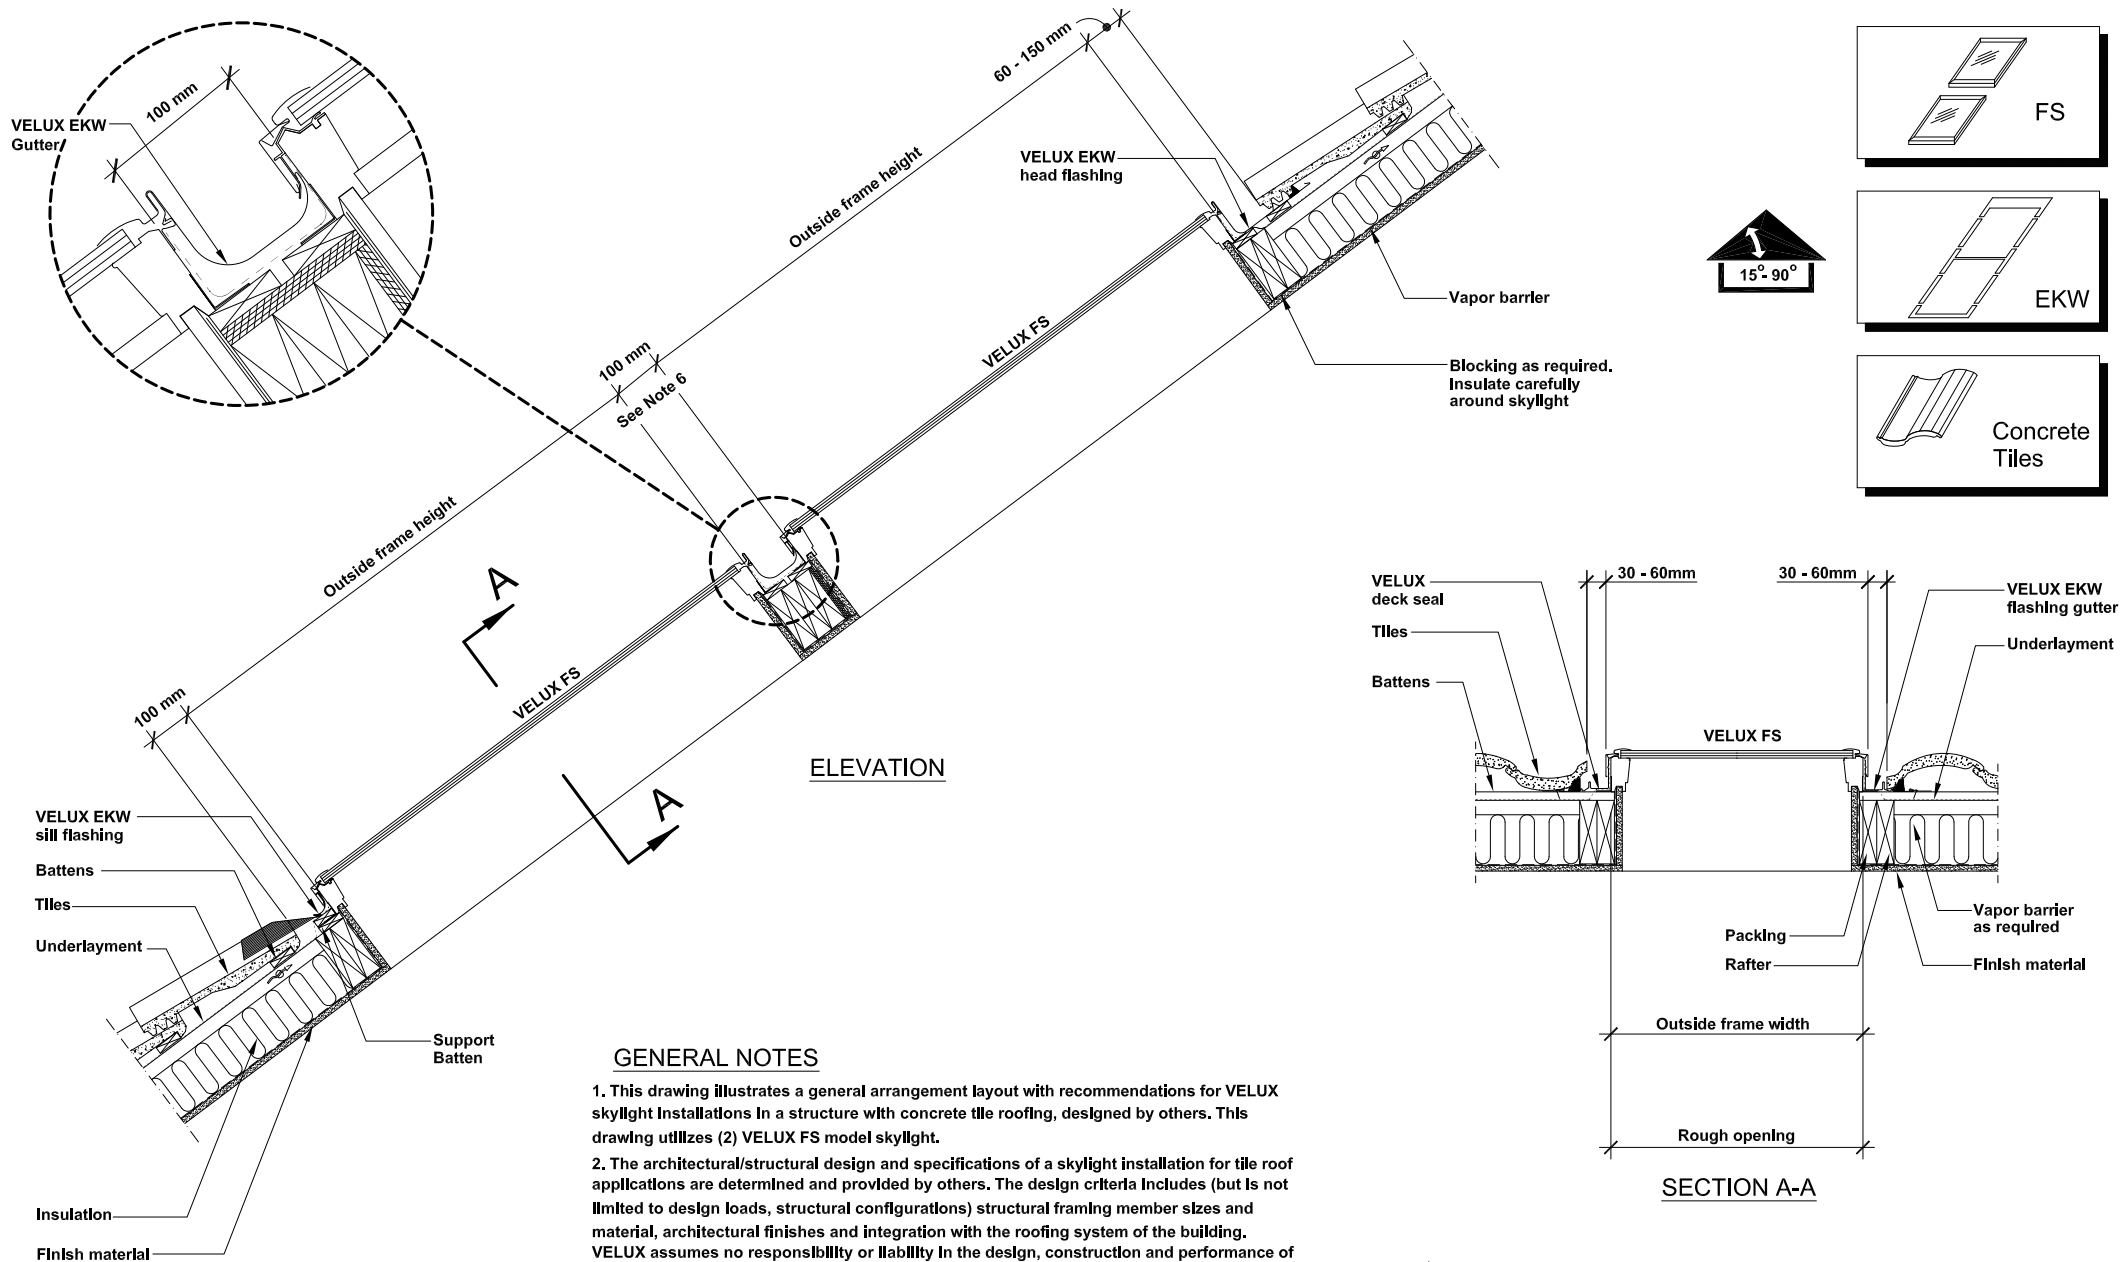 VELUX EKW
Gutter
100 mm
60 - 150 mm
Outside frame height
VELUX EKW
head flashing
VELUX FS
Vapor barrier
Blocking as required.
Insulate carefully
around skylight
100 mm
See Note 6
Outside frame height
VELUX FS
A
A
100 mm
ELEVATION
VELUX EKW
sill flashing
Battens
Tiles
Underlayment
Support
Batten
Insulation
Finish material
15°- 90°
FS
EKW
Concrete
Tiles
VELUX
deck seal
Tiles
Battens
30 - 60mm
30 - 60mm
VELUX EKW
flashing gutter
Underlayment
VELUX FS
Packing
Rafter
Vapor barrier
as required
Finish material
Outside frame width
Rough opening
SECTION A-A
GENERAL NOTES
1. This drawing illustrates a general arrangement layout with recommendations for VELUX
skylight installations in a structure with concrete tile roofing, designed by others. This
drawing utilizes (2) VELUX FS model skylight.
2. The architectural/structural design and specifications of a skylight installation for tile roof
applications are determined and provided by others. The design criteria includes (but is not
limited to design loads, structural configurations) structural framing member sizes and
material, architectural finishes and integration with the roofing system of the building.
VELUX assumes no responsibility or liability in the design, construction and performance of